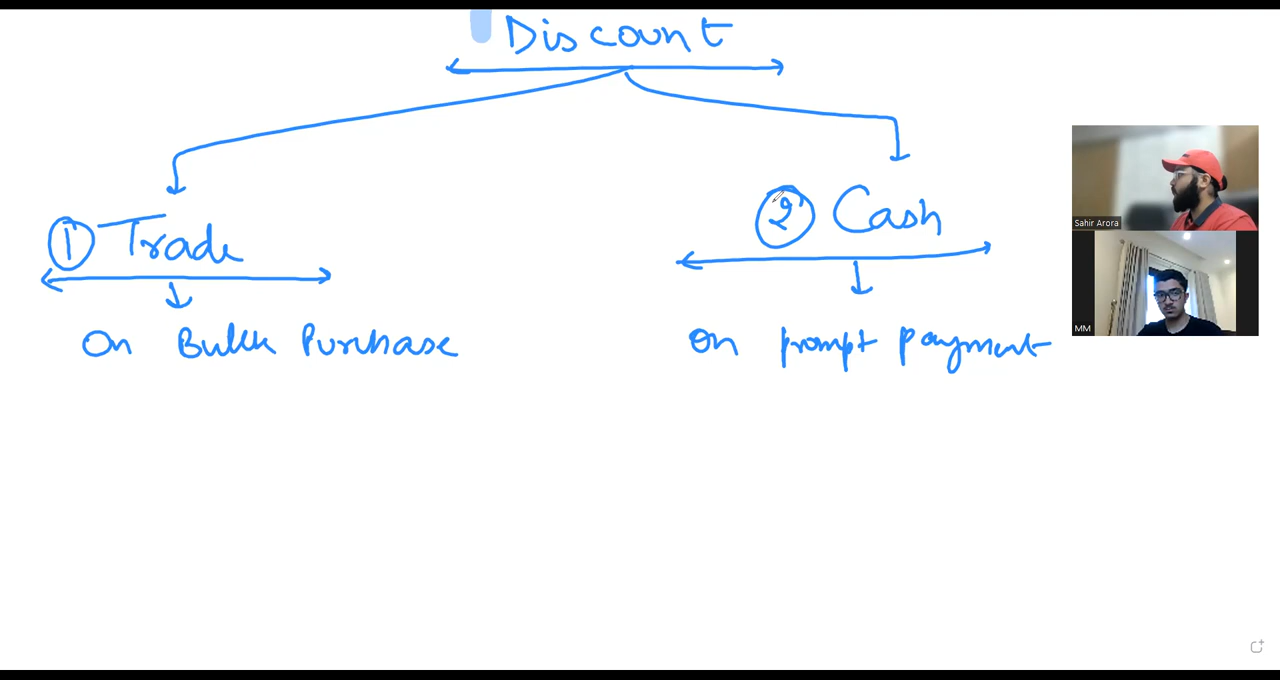 Discount
① Trade
② Cash
On Bulk Purchase
on prompt payment
Sahir Arora
MM